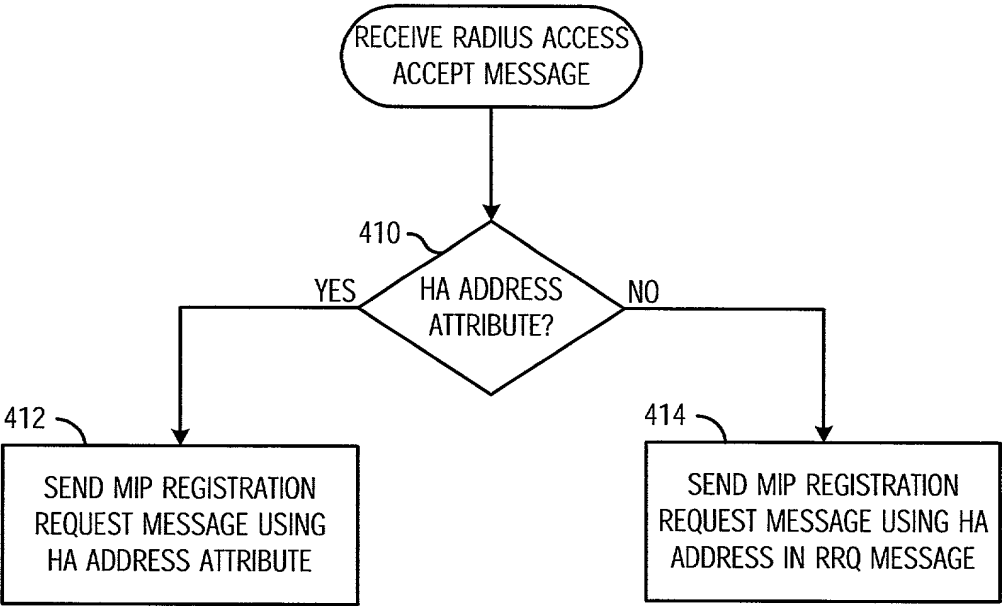 RECEIVE RADIUS ACCESS
ACCEPT MESSAGE
410
YES
HA ADDRESS
ATTRIBUTE?
NO
412
SEND MIP REGISTRATION
REQUEST MESSAGE USING
HA ADDRESS ATTRIBUTE
414
SEND MIP REGISTRATION
REQUEST MESSAGE USING HA
ADDRESS IN RRQ MESSAGE